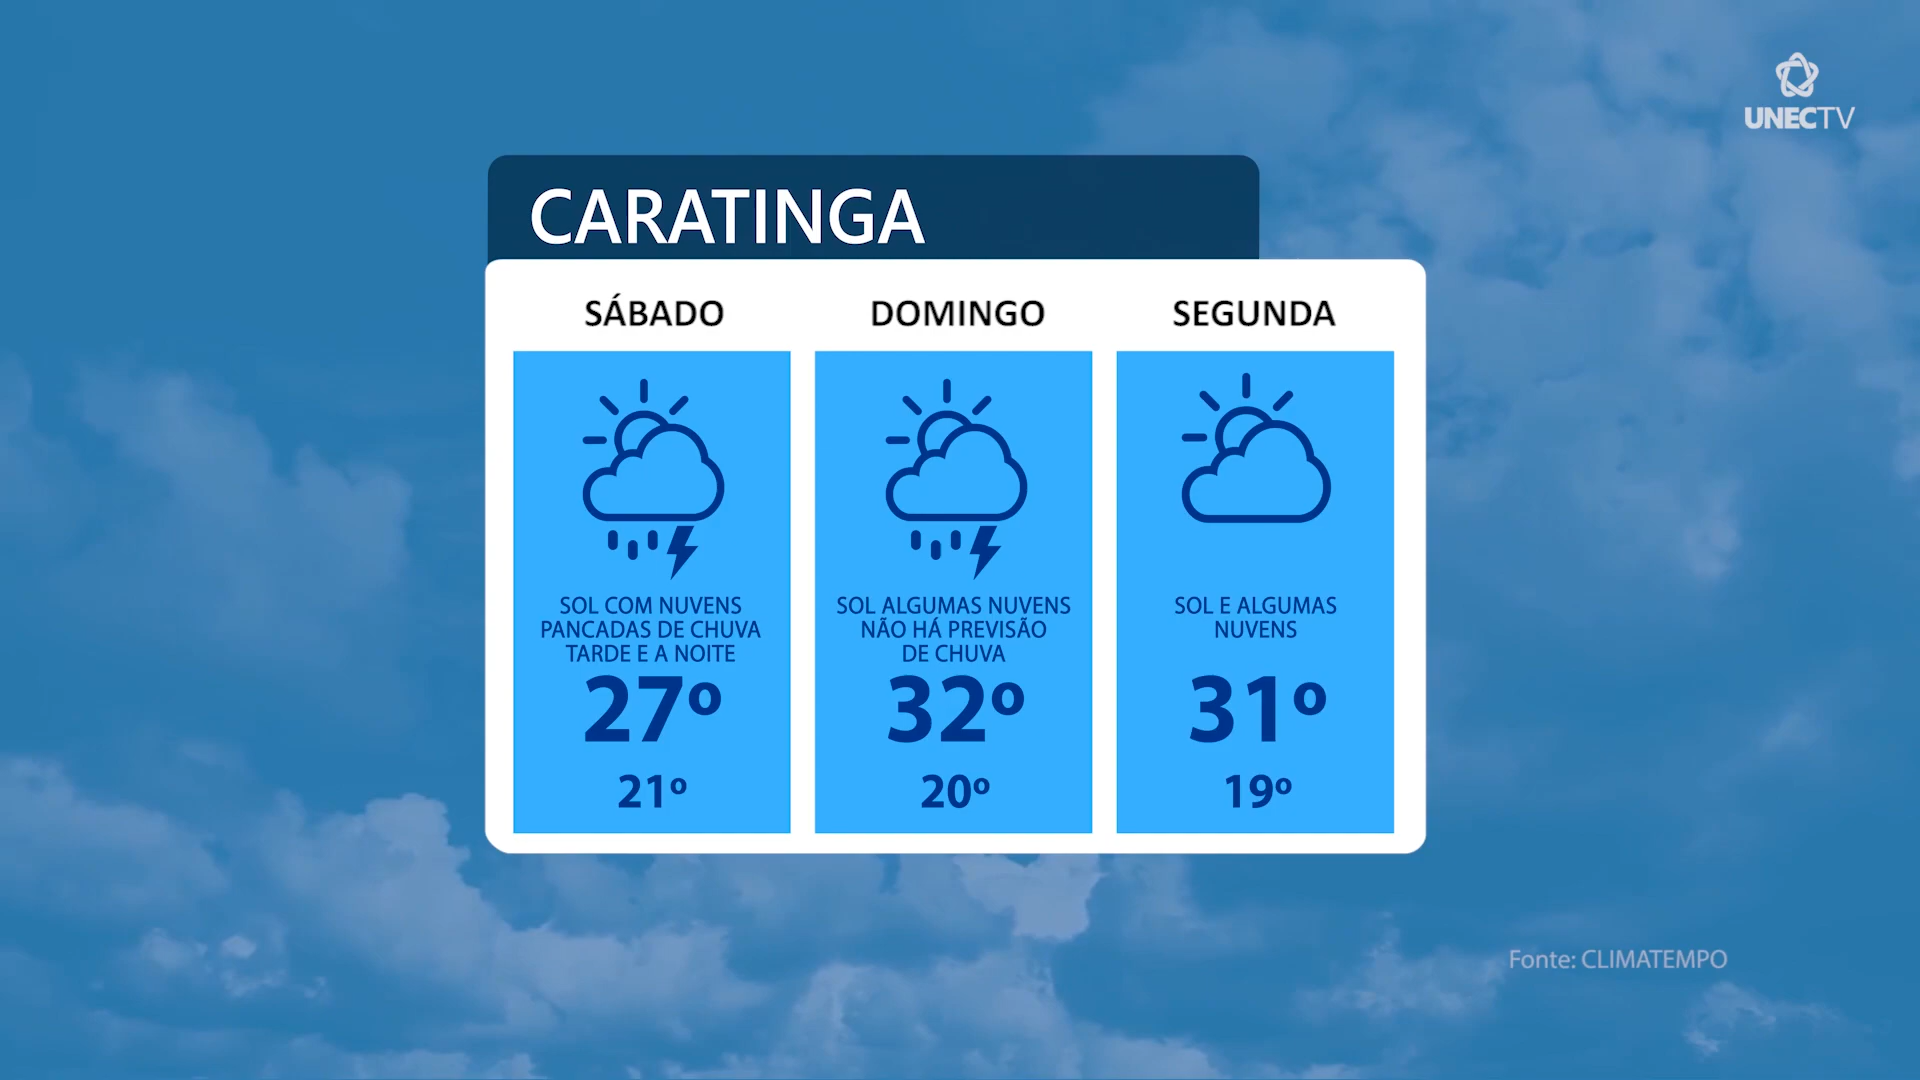 UNECTV
CARATINGA
SÁBADO
DOMINGO
SEGUNDA
SOL COM NUVENS
PANCADAS DE CHUVA
TARDE E A NOITE
27º
21º
SOL ALGUMAS NUVENS
NÃO HÁ PREVISÃO
DE CHUVA
32º
20º
SOL E ALGUMAS
NUVENS
31º
19º
Fonte: CLIMATEMPO